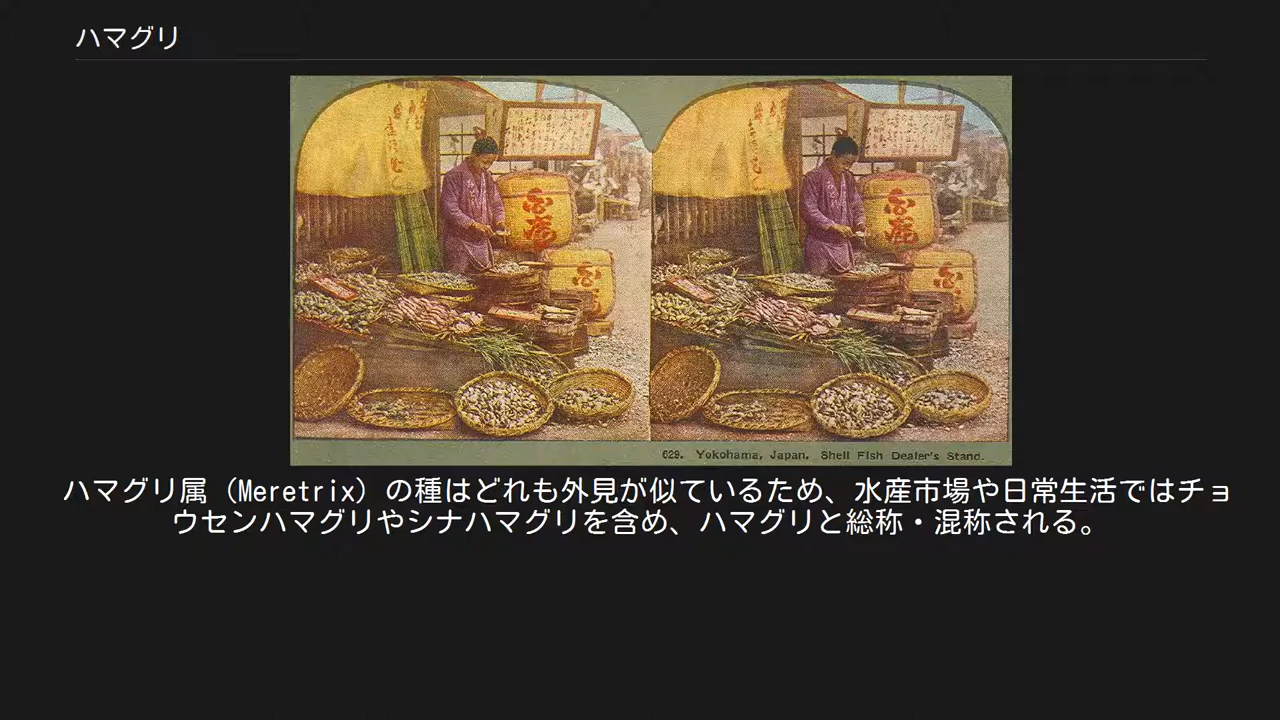 ハマグリ
629. Yokohama, Japan. Shell Fish Dealer's Stand.
ハマグリ属（Meretrix）の種はどれも外見が似ているため、水産市場や日常生活ではチョ
ウセンハマグリやシナハマグリを含め、ハマグリと総称・混称される。